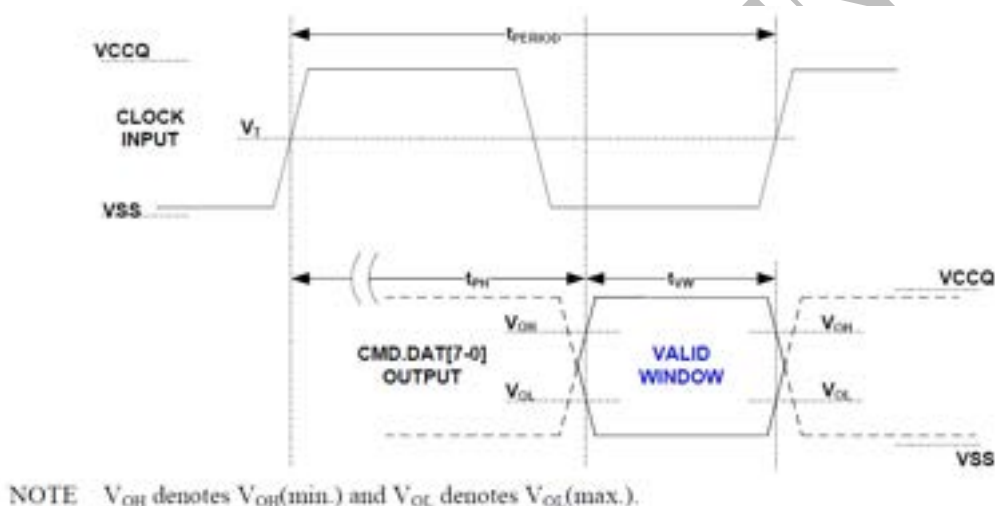 tPERIOD
VCCQ
CLOCK
INPUT
VT
VSS
tPH
tVW
VCCQ
VOH
VOH
CMD.DAT[7-0]
OUTPUT
VALID
WINDOW
VOL
VOL
VSS
NOTE VOH denotes VOH(min.) and VOL denotes VOL(max.).